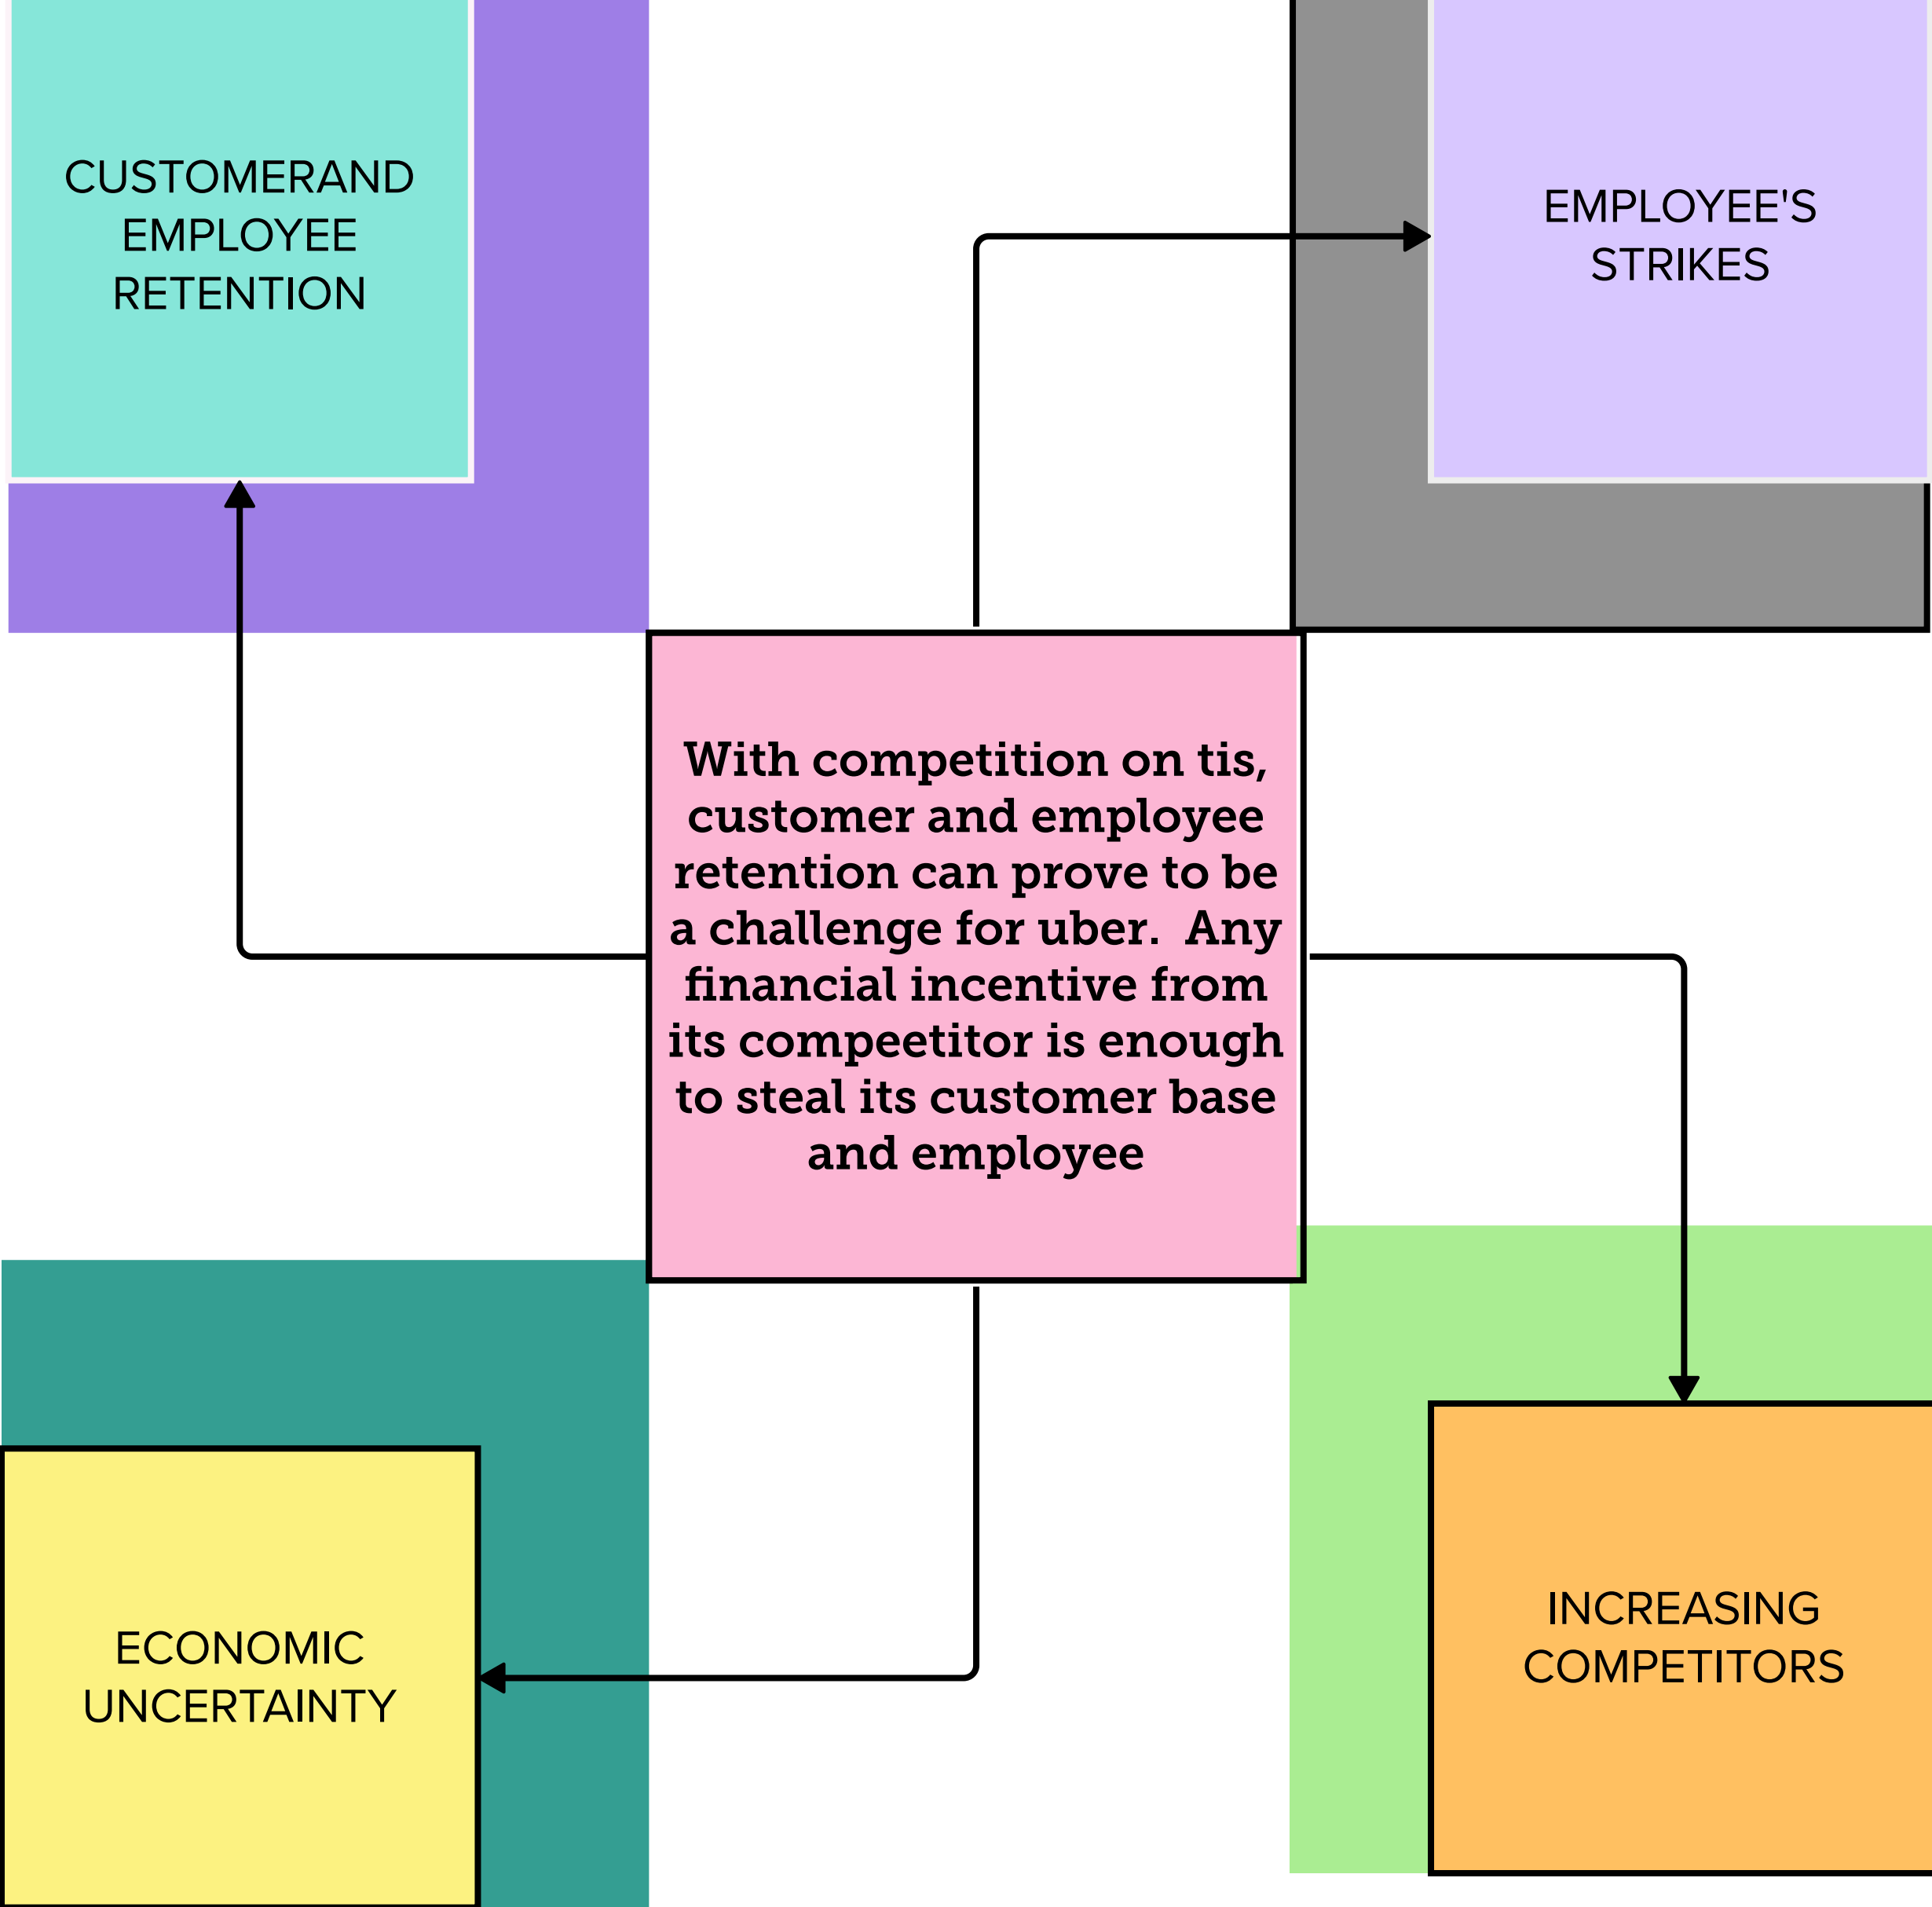 CUSTOMERAND
EMPLOYEE
RETENTION
EMPLOYEE'S
STRIKES
With competition on tis,
customer and employee
retention can prove to be
a challenge for uber.  Any
financial incentive from
its compeetitor is enough
to steal its customer base
and employee
ECONOMIC
UNCERTAINTY
INCREASING
COMPETITORS